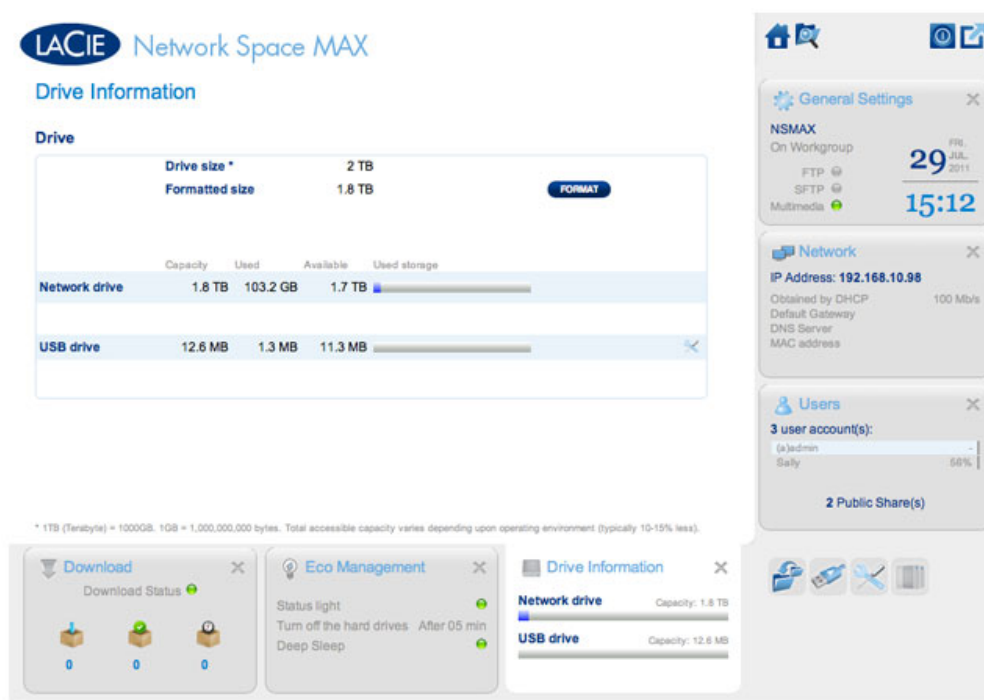 LACIE Network Space MAX
Drive Information
Drive
Drive size * 2 TB
Formatted size 1.8 TB
FORMAT
Capacity Used Available Used storage
Network drive 1.8 TB 103.2 GB 1.7 TB
USB drive 12.6 MB 1.3 MB 11.3 MB
* 1TB (Terabyte) = 1000GB. 1GB = 1,000,000,000 bytes. Total accessible capacity varies depending upon operating environment (typically 10-15% less).
General Settings
NSMAX
On Workgroup
FTP
SFTP
Multimedia
29 FRI. JUL. 2011
15:12
Network
IP Address: 192.168.10.98
Obtained by DHCP 100 Mb/s
Default Gateway
DNS Server
MAC address
Users
3 user account(s):
(a)admin -
Sally 56%
2 Public Share(s)
Download
Download Status
0 0 0
Eco Management
Status light
Turn off the hard drives After 05 min
Deep Sleep
Drive Information
Network drive Capacity: 1.8 TB
USB drive Capacity: 12.6 MB